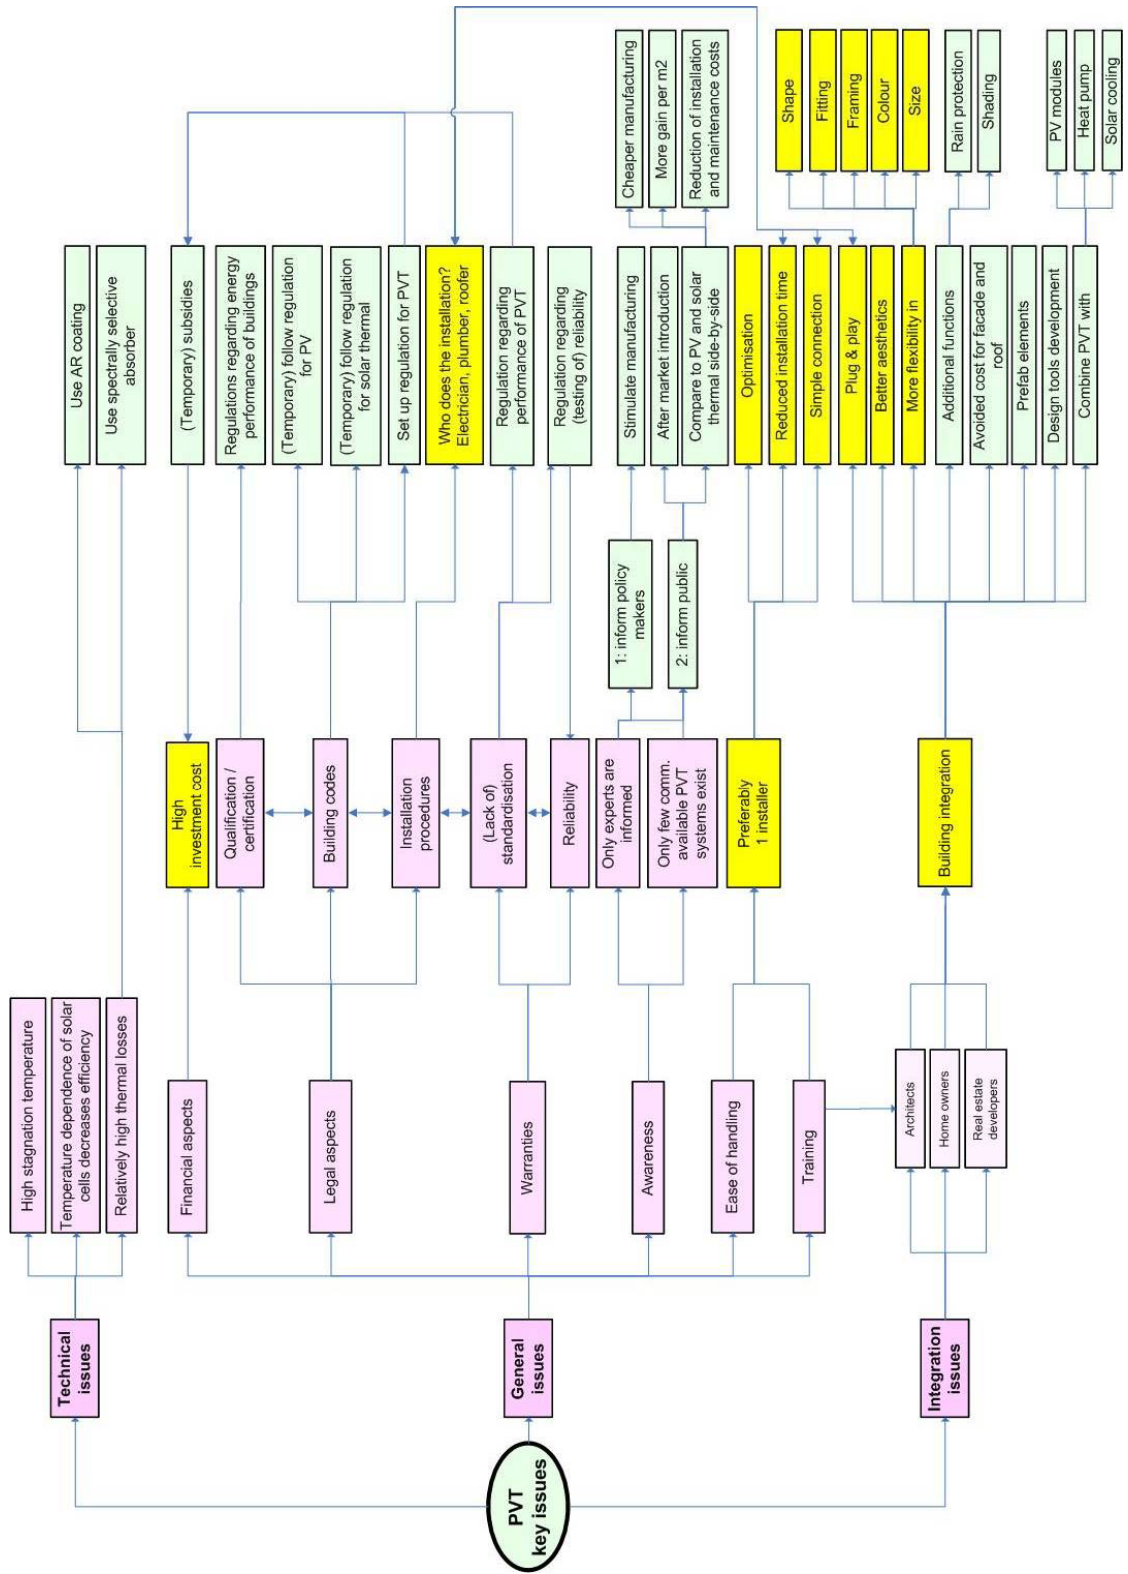 PVT
key issues
Technical
issues
General
issues
Integration
issues
High stagnation temperature
Temperature dependence of solar
cells decreases efficiency
Relatively high thermal losses
Financial aspects
Legal aspects
Warranties
Awareness
Ease of handling
Training
Architects
Home owners
Real estate
developers
High
investment cost
Qualification /
certification
Building codes
Installation
procedures
(Lack of)
standardisation
Reliability
Only experts are
informed
Only few comm.
available PVT
systems exist
Preferably
1 installer
Building integration
1: inform policy
makers
2: inform public
Use AR coating
Use spectrally selective
absorber
(Temporary) subsidies
Regulations regarding energy
performance of buildings
(Temporary) follow regulation
for PV
(Temporary) follow regulation
for solar thermal
Set up regulation for PVT
Who does the installation?
Electrician, plumber, roofer
Regulation regarding
performance of PVT
Regulation regarding
(testing of) reliability
Stimulate manufacturing
After market introduction
Compare to PV and solar
thermal side-by-side
Optimisation
Reduced installation time
Simple connection
Plug & play
Better aesthetics
More flexibility in
Additional functions
Avoided cost for facade and
roof
Prefab elements
Design tools development
Combine PVT with
Cheaper manufacturing
More gain per m2
Reduction of installation
and maintenance costs
Shape
Fitting
Framing
Colour
Size
Rain protection
Shading
PV modules
Heat pump
Solar cooling